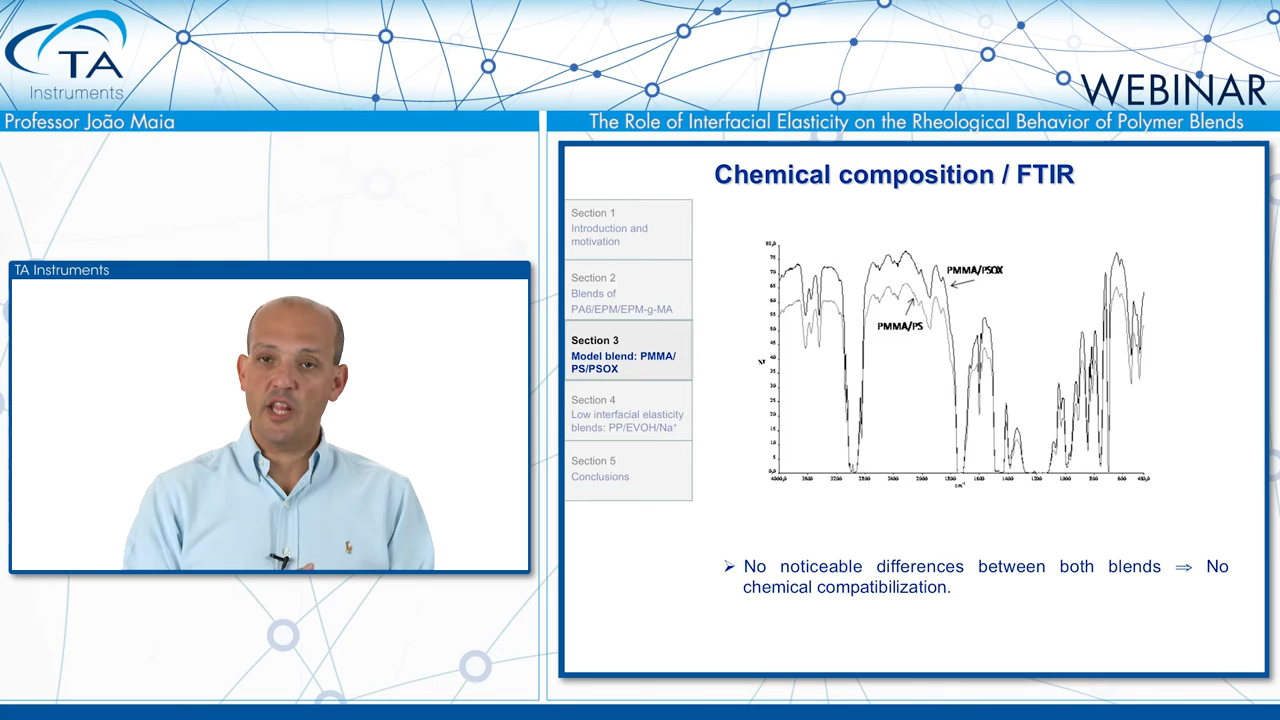 TA
Instruments
WEBINAR
Professor João Maia
The Role of Interfacial Elasticity on the Rheological Behavior of Polymer Blends
TA Instruments
Chemical composition / FTIR
Section 1
Introduction and
motivation
Section 2
Blends of
PA6/EPM/EPM-g-MA
Section 3
Model blend: PMMA/
PS/PSOX
Section 4
Low interfacial elasticity
blends: PP/EVOH/Na⁺
Section 5
Conclusions
PMMA/PSOX
PMMA/PS
➢ No noticeable differences between both blends ⇒ No
chemical compatibilization.